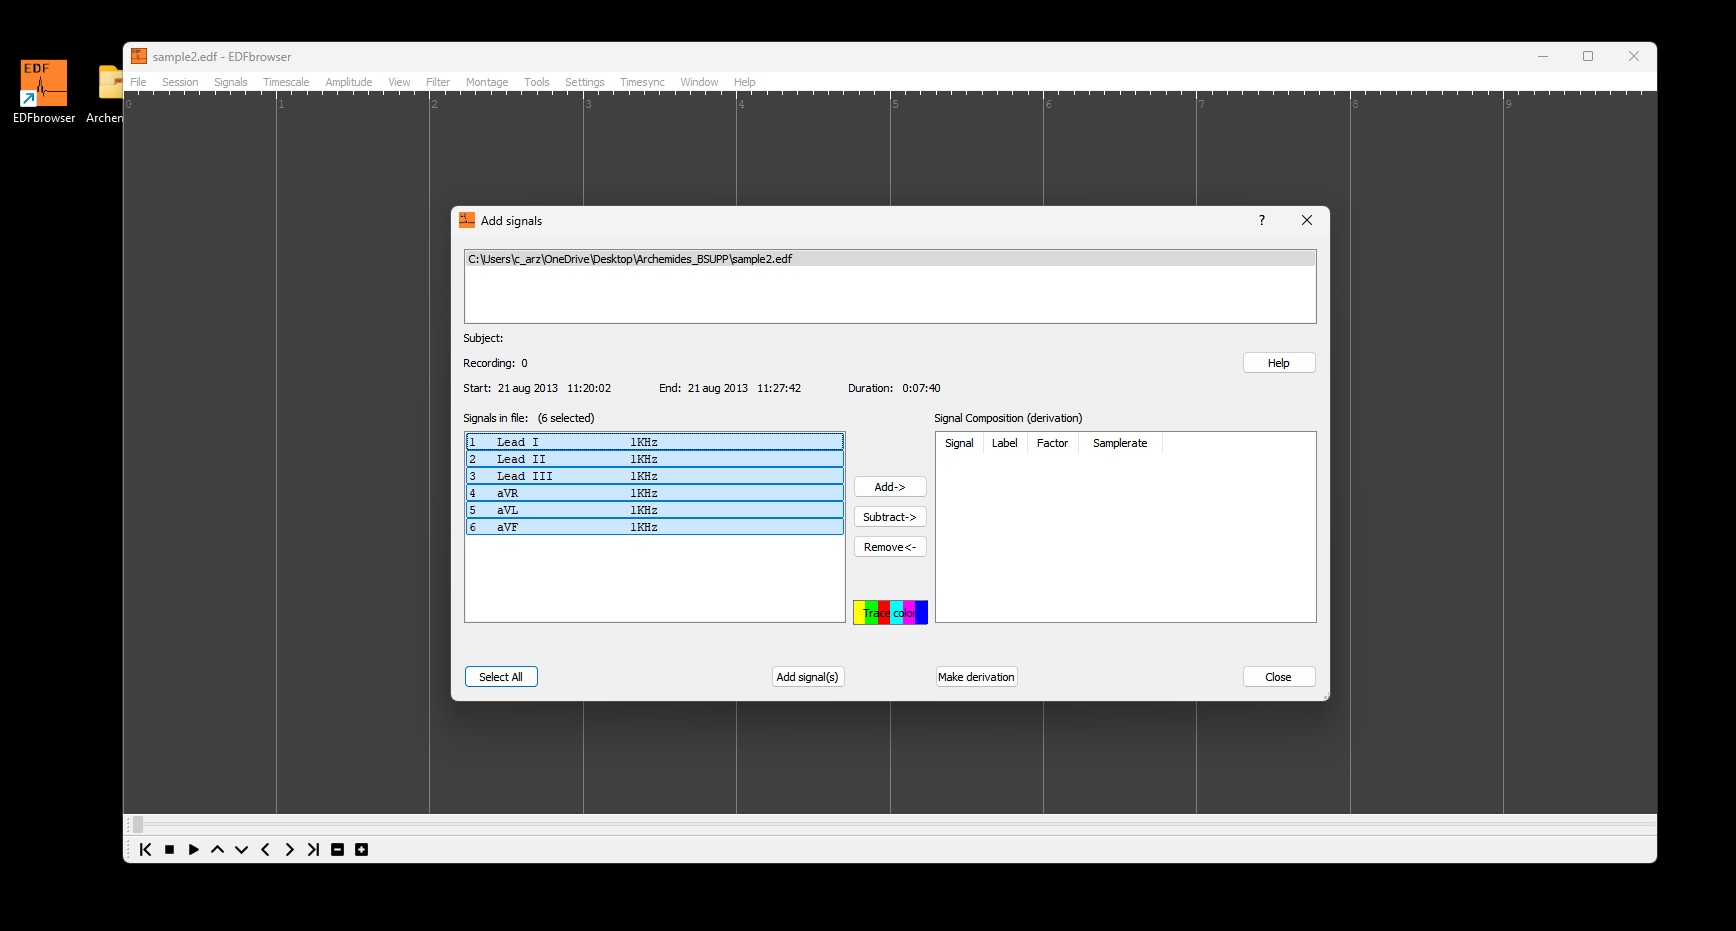 EDF
EDFbrowser
Archem
sample2.edf - EDFbrowser
File Session Signals Timescale Amplitude View Filter Montage Tools Settings Timesync Window Help
0 1 2 3 4 5 6 7 8 9
Add signals
?
C:\Users\c_arz\OneDrive\Desktop\Archemides_BSUPP\sample2.edf
Subject:
Recording: 0
Help
Start: 21 aug 2013 11:20:02 End: 21 aug 2013 11:27:42 Duration: 0:07:40
Signals in file: (6 selected) Signal Composition (derivation)
1 Lead I 1KHz
2 Lead II 1KHz
3 Lead III 1KHz
4 aVR 1KHz
5 aVL 1KHz
6 aVF 1KHz
Signal Label Factor Samplerate
Add->
Subtract->
Remove<-
Trace color
Select All Add signal(s) Make derivation Close